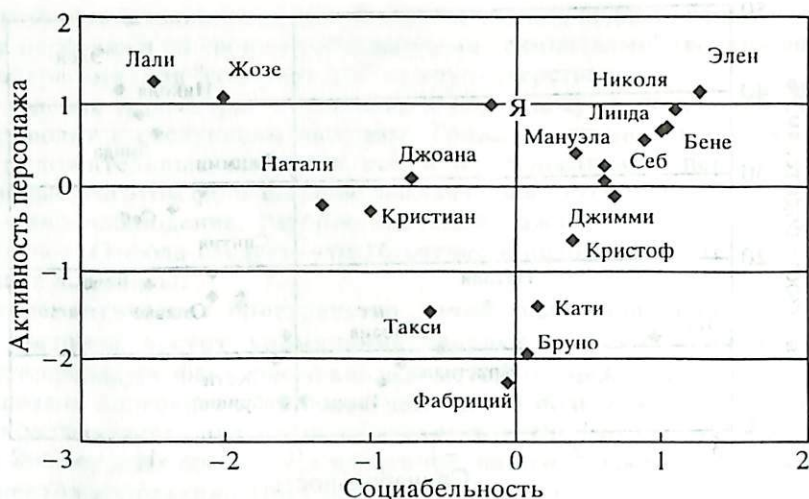 2
Элен
Лали
Жозе
Николя
1
Я
Линда
Мануэла
Бене
Джоана
Себ
Натали
0
Кристиан
Джимми
Кристоф
−1
Кати
Такси
Бруно
−2
Фабриций
−3
−2
−1
0
1
2
Социабельность
Активность персонажа